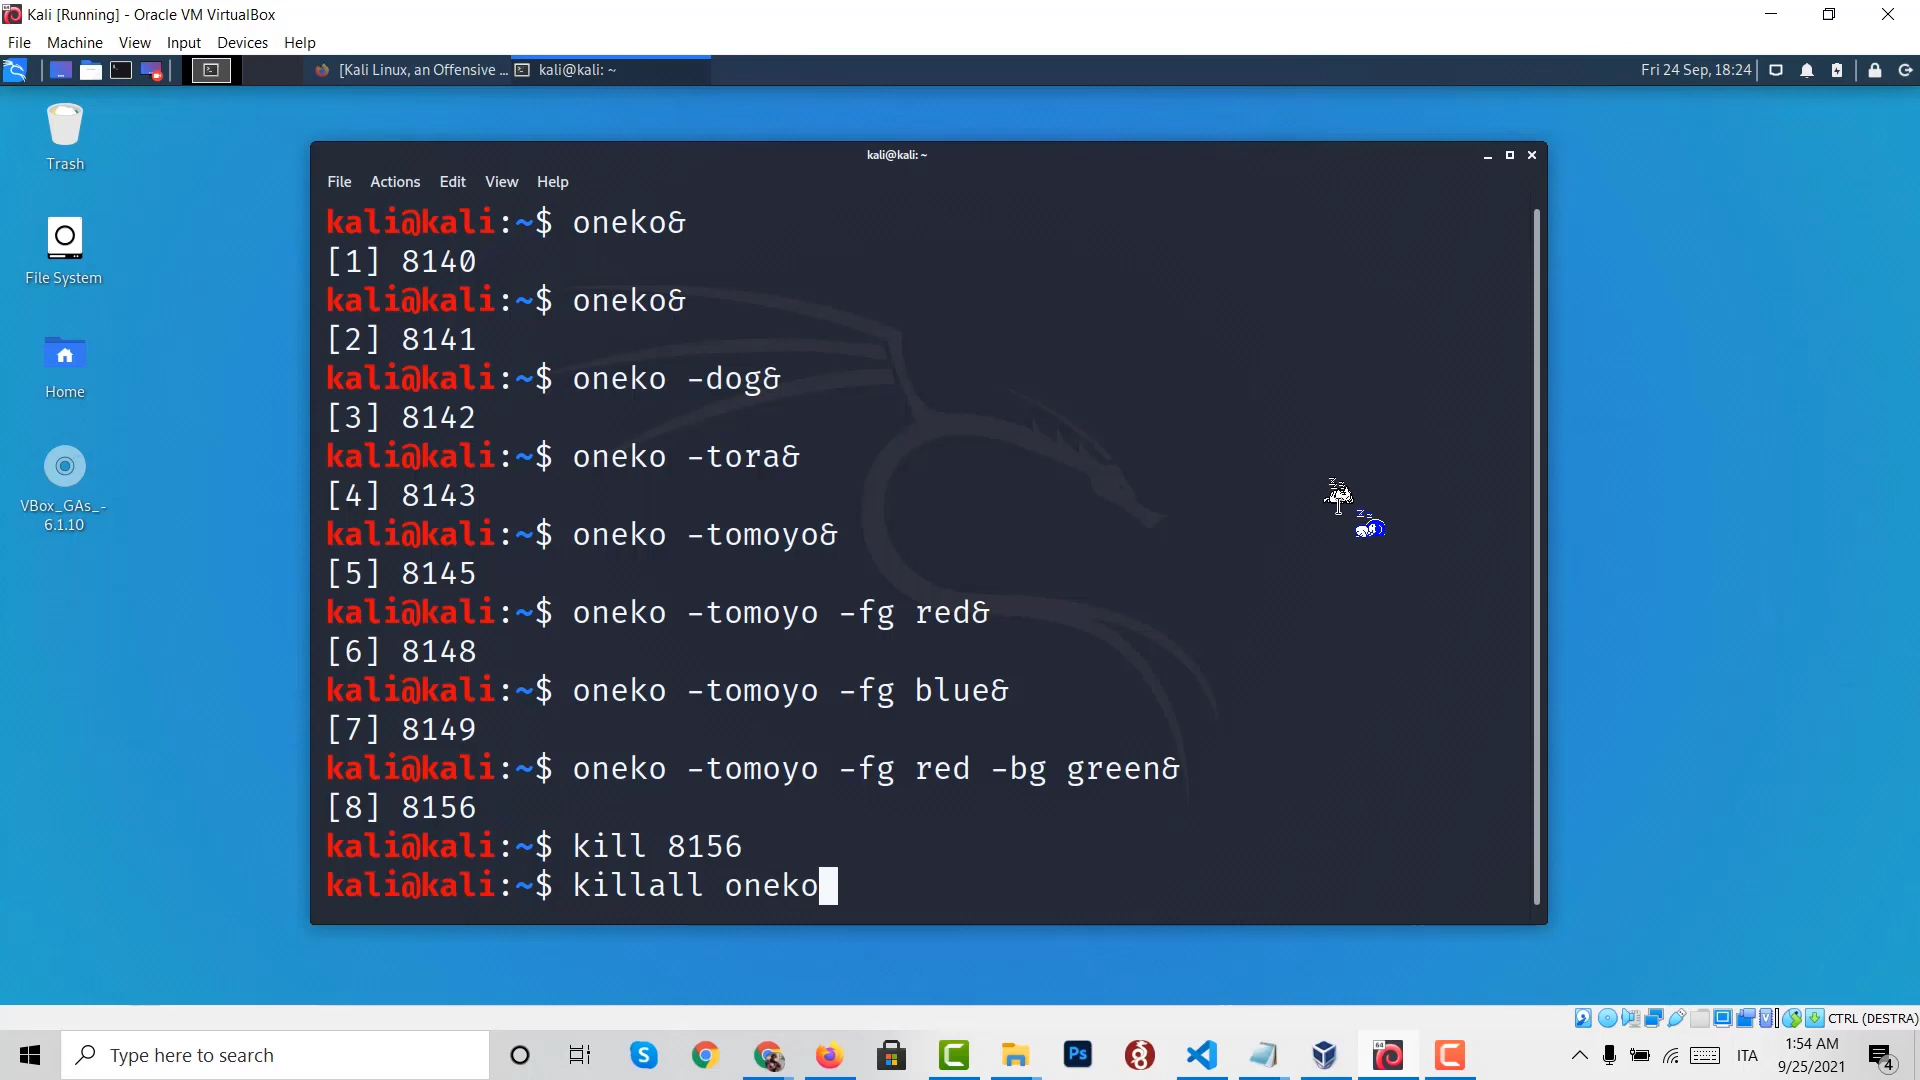 Kali [Running] - Oracle VM VirtualBox
File Machine View Input Devices Help
[Kali Linux, an Offensive ... kali@kali: ~ Fri 24 Sep, 18:24
Trash
File System
Home
VBox_GAs_-
6.1.10
kali@kali: ~
File Actions Edit View Help
kali@kali:~$ oneko&
[1] 8140
kali@kali:~$ oneko&
[2] 8141
kali@kali:~$ oneko -dog&
[3] 8142
kali@kali:~$ oneko -tora&
[4] 8143
kali@kali:~$ oneko -tomoyo&
[5] 8145
kali@kali:~$ oneko -tomoyo -fg red&
[6] 8148
kali@kali:~$ oneko -tomoyo -fg blue&
[7] 8149
kali@kali:~$ oneko -tomoyo -fg red -bg green&
[8] 8156
kali@kali:~$ kill 8156
kali@kali:~$ killall oneko
CTRL (DESTRA)
Type here to search
Ps
64
ITA
1:54 AM
9/25/2021
4